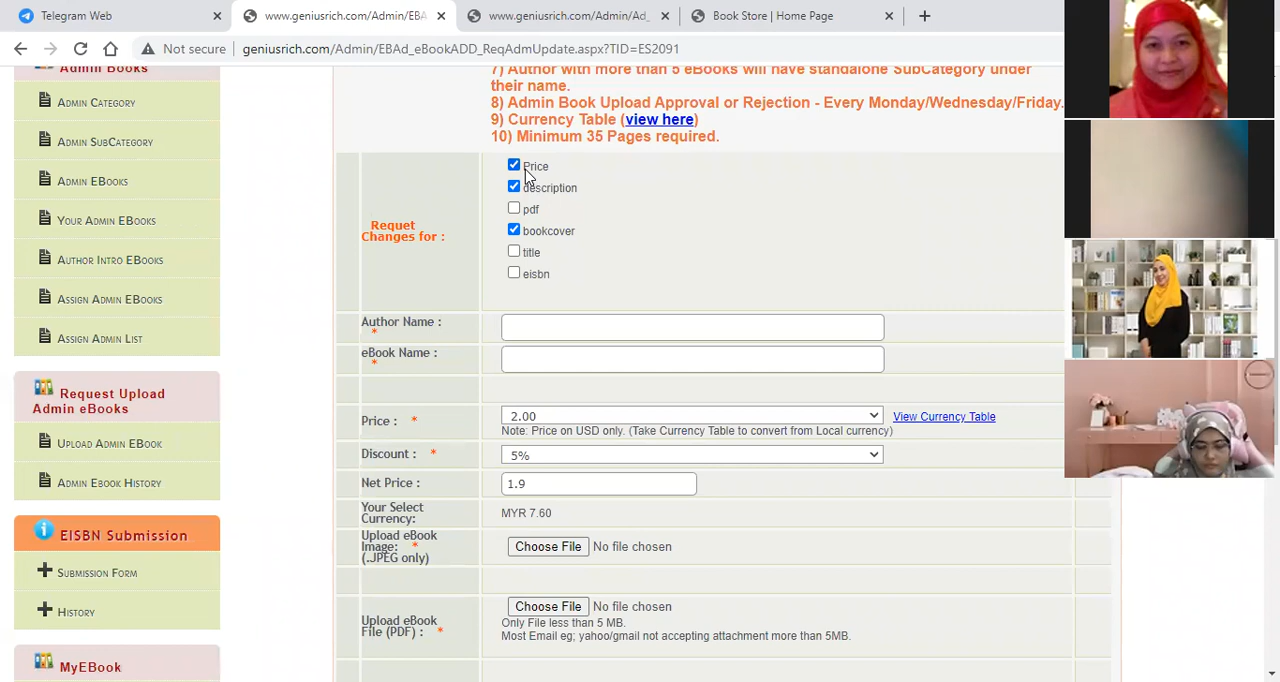 Telegram Web
www.geniusrich.com/Admin/EBA
www.geniusrich.com/Admin/Ad_
Book Store | Home Page
Not secure
geniusrich.com/Admin/EBAd_eBookADD_ReqAdmUpdate.aspx?TID=ES2091
Admin Books
Admin Category
Admin SubCategory
Admin EBooks
Your Admin EBooks
Author Intro EBooks
Assign Admin EBooks
Assign Admin List
Request Upload
Admin eBooks
Upload Admin EBook
Admin Ebook History
EISBN Submission
Submission Form
History
MyEBook
7) Author with more than 5 eBooks will have standalone SubCategory under
their name.
8) Admin Book Upload Approval or Rejection - Every Monday/Wednesday/Friday.
9) Currency Table (view here)
10) Minimum 35 Pages required.
Requet
Changes for :
Price
description
pdf
bookcover
title
eisbn
Author Name :
*
eBook Name :
*
Price : *
2.00
View Currency Table
Note: Price on USD only. (Take Currency Table to convert from Local currency)
Discount : *
5%
Net Price :
1.9
Your Select
Currency:
MYR 7.60
Upload eBook
Image: *
(.JPEG only)
Choose File No file chosen
Upload eBook
File (PDF) : *
Choose File No file chosen
Only File less than 5 MB.
Most Email eg; yahoo/gmail not accepting attachment more than 5MB.